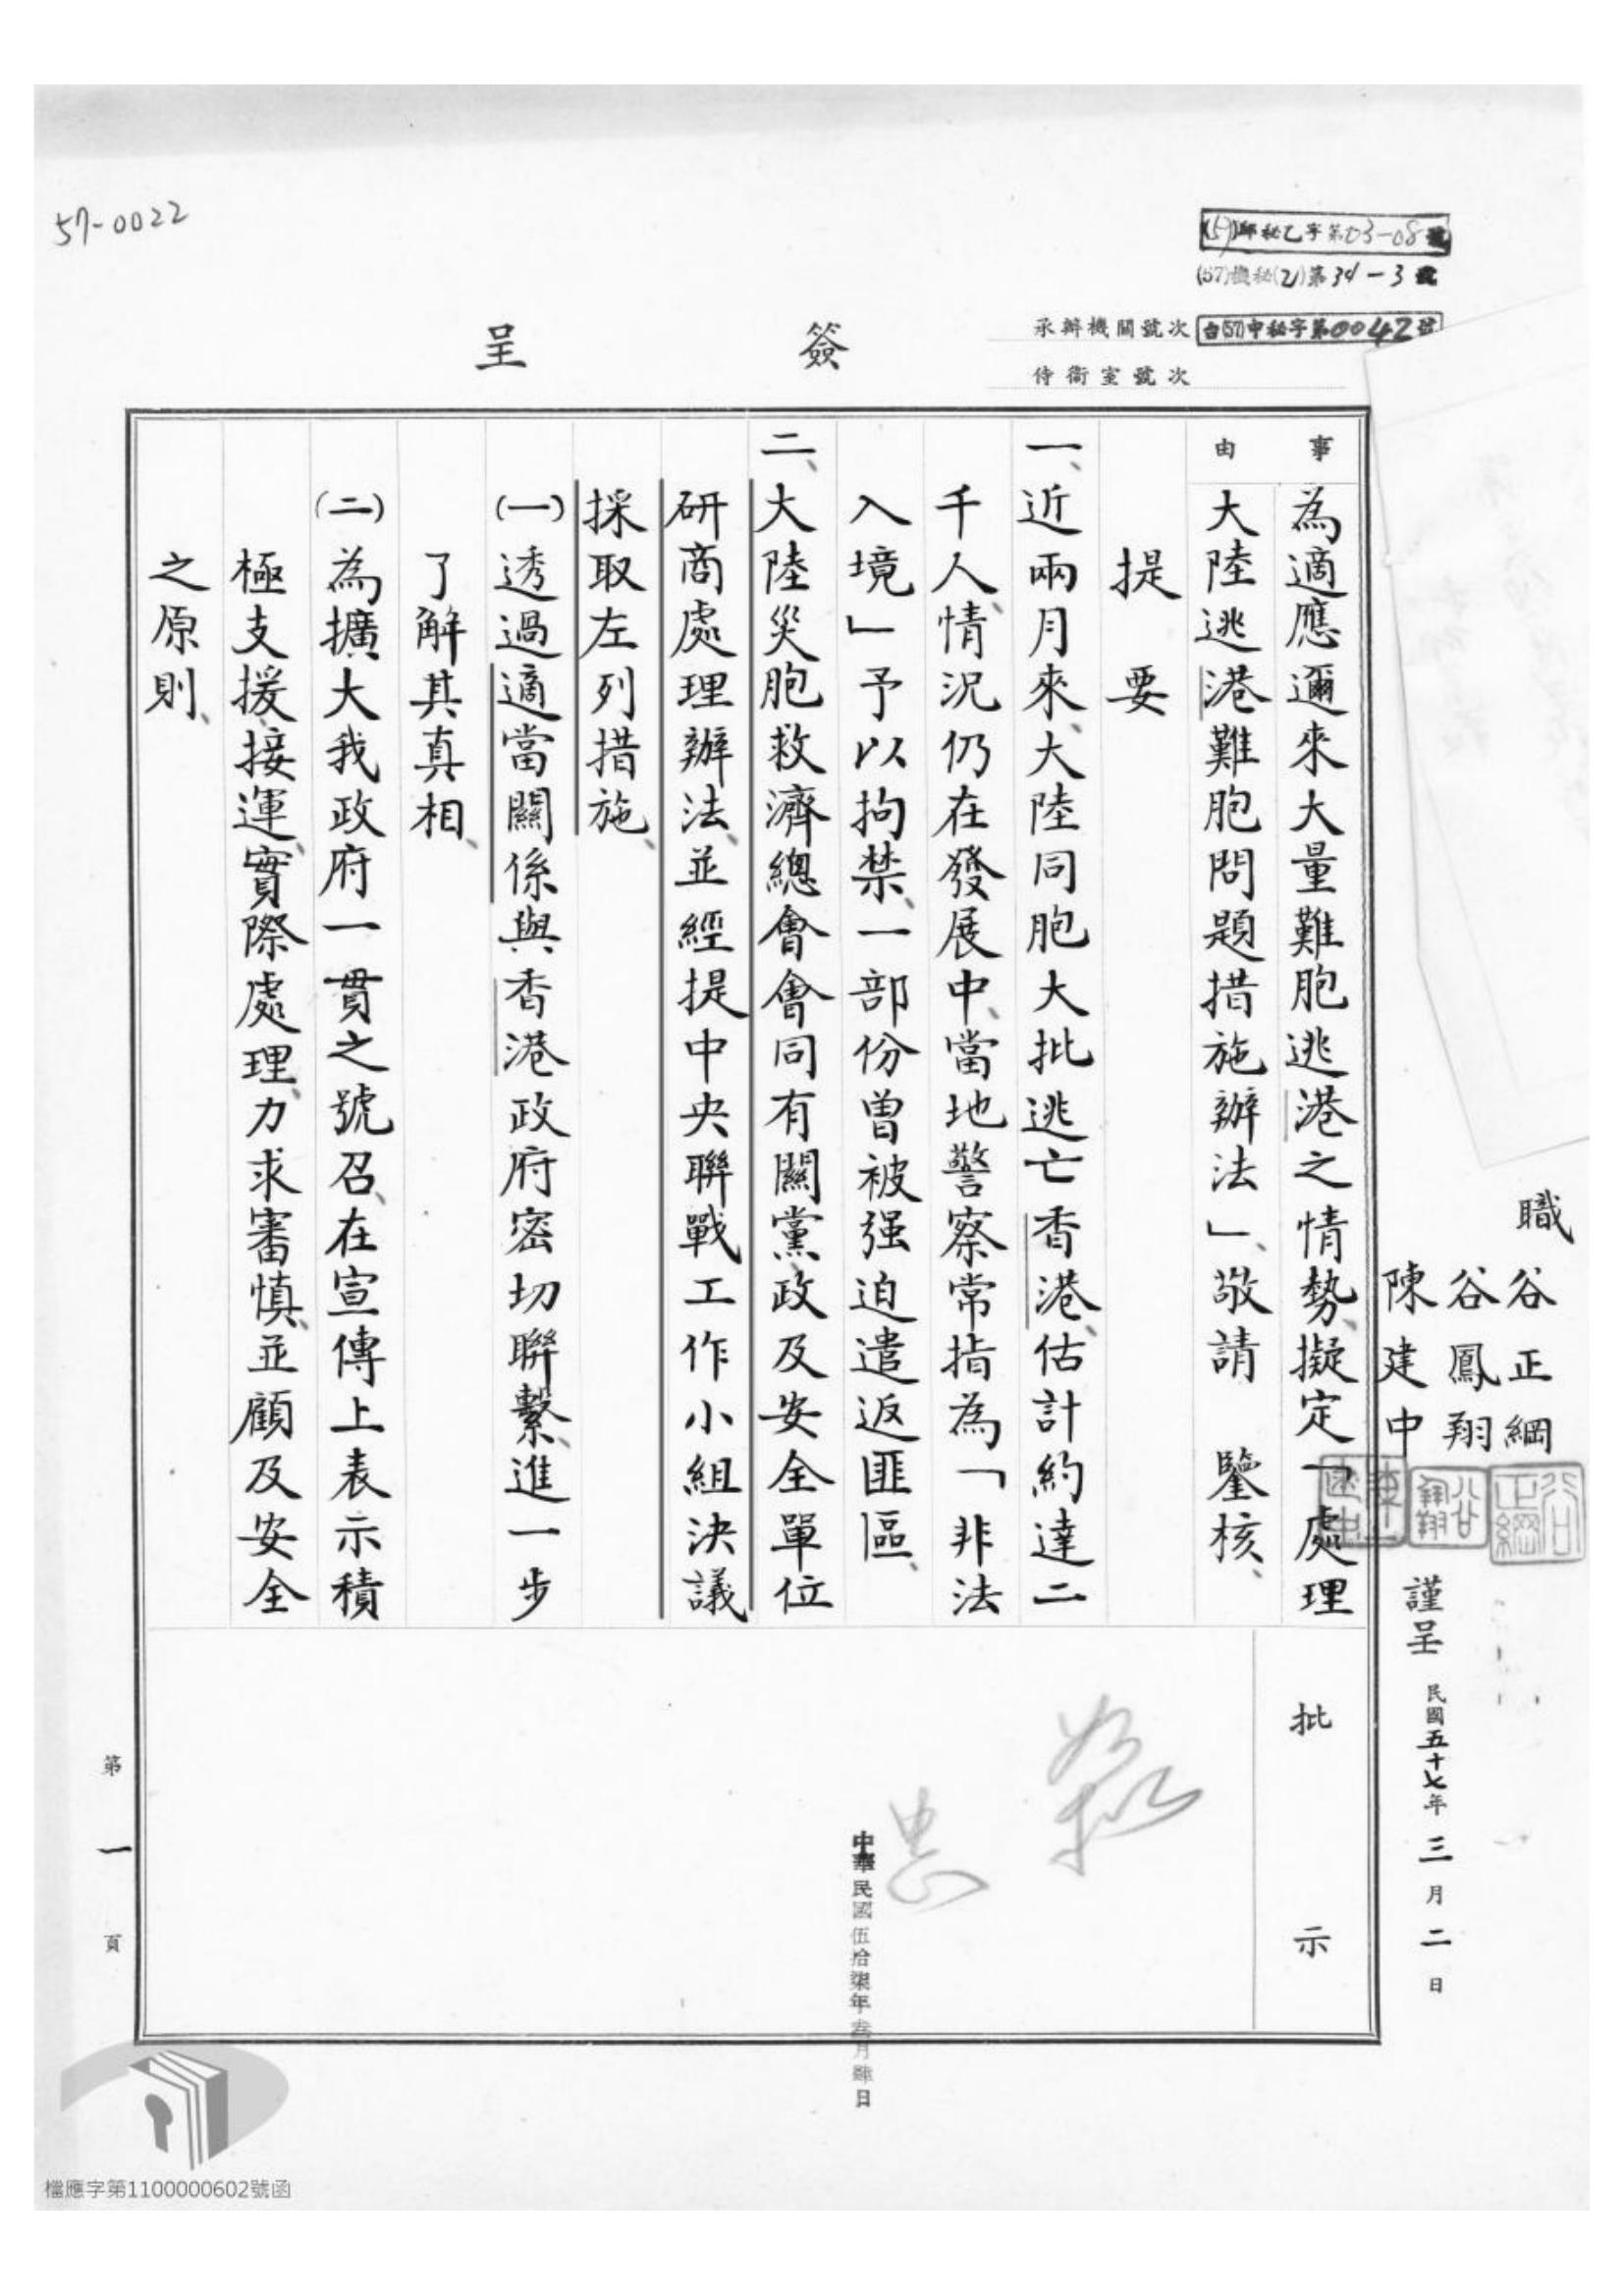 57-0022
(57)中秘乙字第03-08號
(57)機秘(乙)第34-3號
承辦機關號次 台(57)中秘字第0042號
侍衛室號次
簽呈
職 谷正綱
谷鳳翔
陳建中
謹呈 民國五十七年三月二日
事由
為適應邇來大量難胞逃港之情勢、擬定「處理
大陸逃港難胞問題措施辦法」、敬請 鑒核、
提要
一、近兩月來、大陸同胞大批逃亡香港、估計約達二
千人、情況仍在發展中、當地警察常指為「非法
入境」予以拘禁、一部份曾被强迫遣返匪區、
二、大陸災胞救濟總會會同有關黨、政及安全單位
研商處理辦法、並經提中央聯戰工作小組決議
採取左列措施、
(一)透過適當關係與香港政府密切聯繫、進一步
了解其真相、
(二)為擴大我政府一貫之號召、在宣傳上表示積
極支援、接運、實際處理、力求審慎、並顧及安全
之原則、
批示
中華民國伍拾柒年叁月 日
第一頁
檔應字第1100000602號函